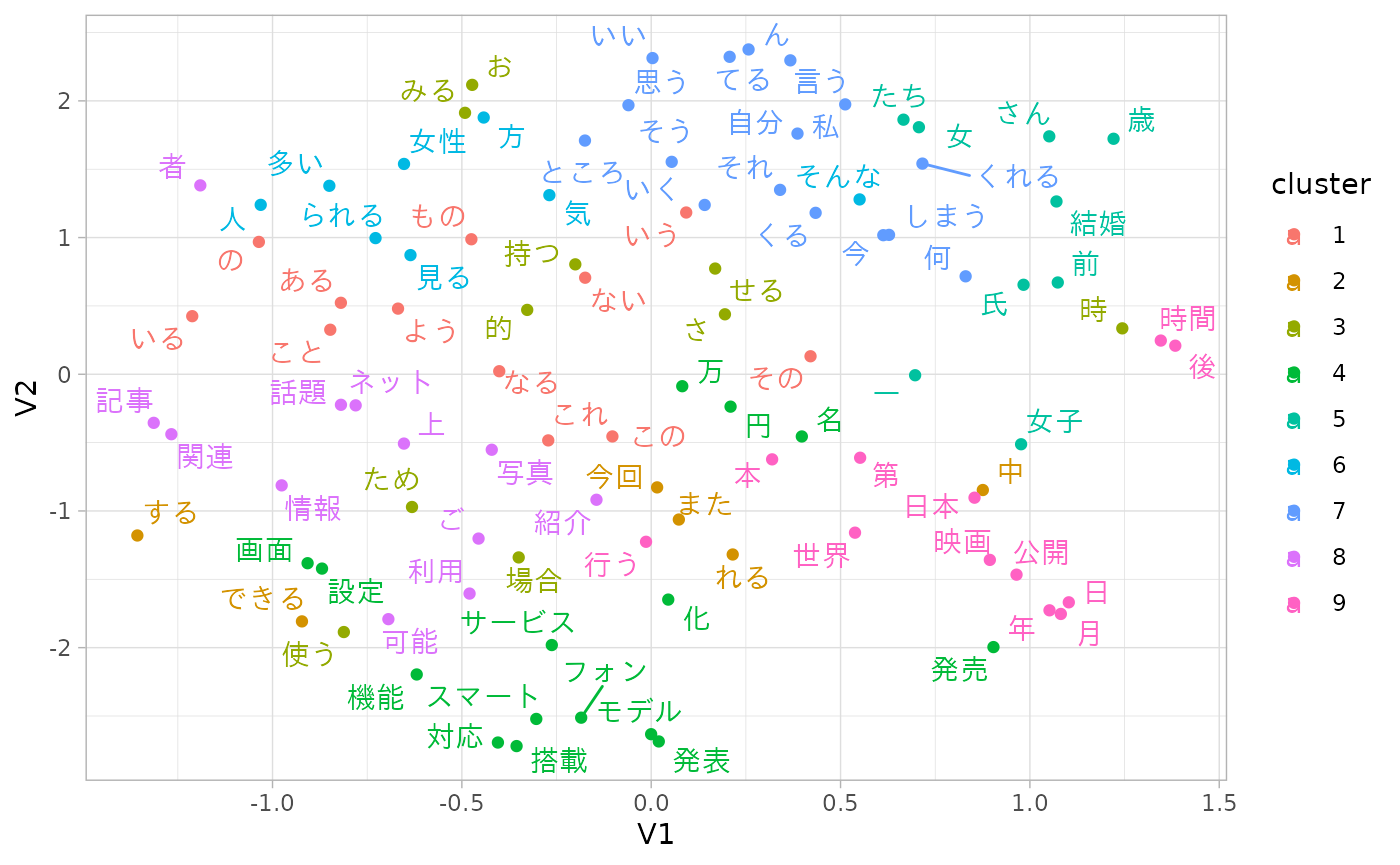 いい
ん
お
思う
てる
言う
みる
たち
さん
歳
女性
方
そう
自分
私
女
者
多い
ところ
いく
それ
そんな
くれる
人
られる
もの
気
いう
くる
今
しまう
結婚
の
ある
見る
持つ
ない
せる
何
前
いる
こと
よう
的
さ
氏
時
時間
なる
その
万
後
記事
話題
ネット
上
これ
この
円
名
一
女子
関連
ため
写真
今回
本
第
中
する
情報
ご
紹介
また
日本
画面
設定
利用
場合
行う
れる
世界
映画
公開
できる
使う
可能
サービス
化
年
日
月
機能
スマート
フォン
モデル
発売
対応
搭載
発表
2
1
0
-1
-2
-1.0
-0.5
0.0
0.5
1.0
1.5
V1
V2
cluster
a 1
a 2
a 3
a 4
a 5
a 6
a 7
a 8
a 9